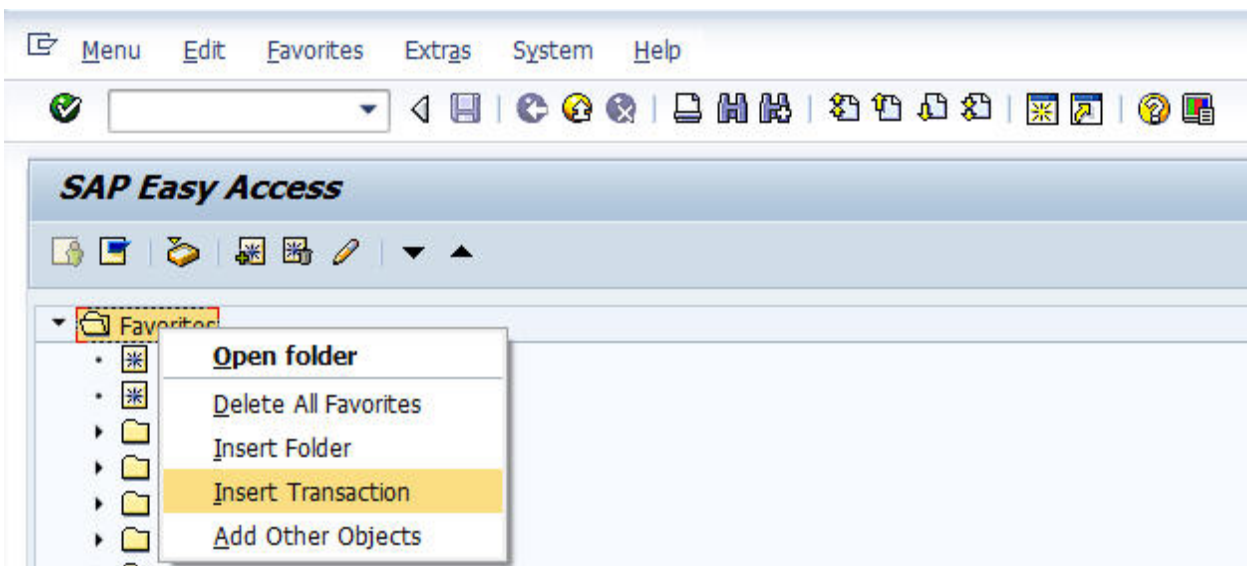 Menu Edit Favorites Extras System Help
SAP Easy Access
Favorites
Open folder
Delete All Favorites
Insert Folder
Insert Transaction
Add Other Objects